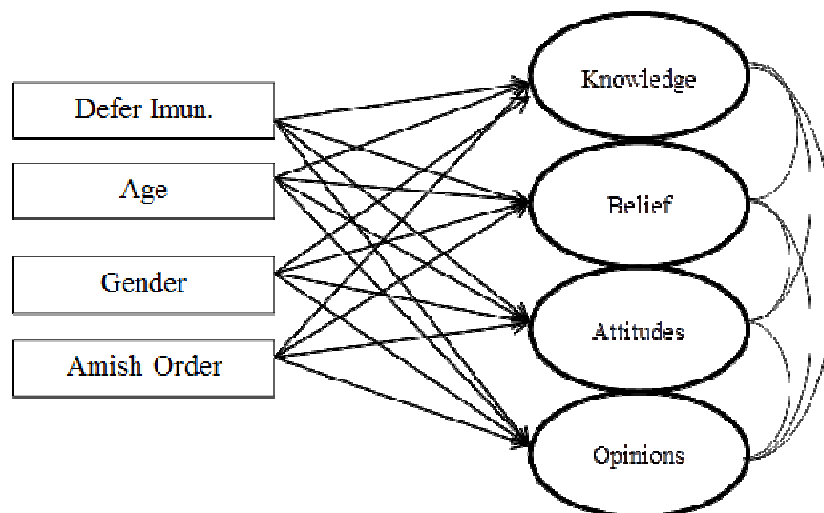 Defer Imun.
Age
Gender
Amish Order
Knowledge
Belief
Attitudes
Opinions